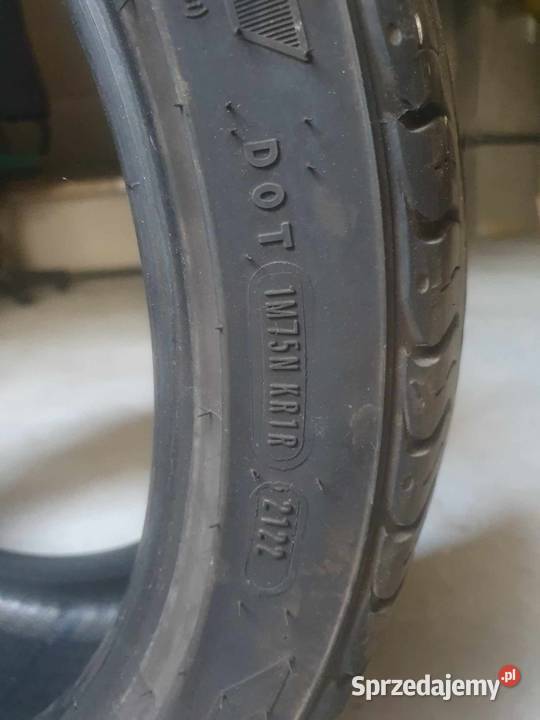 DOT
1M75N KR1R
2122
Sprzedajemy.pl